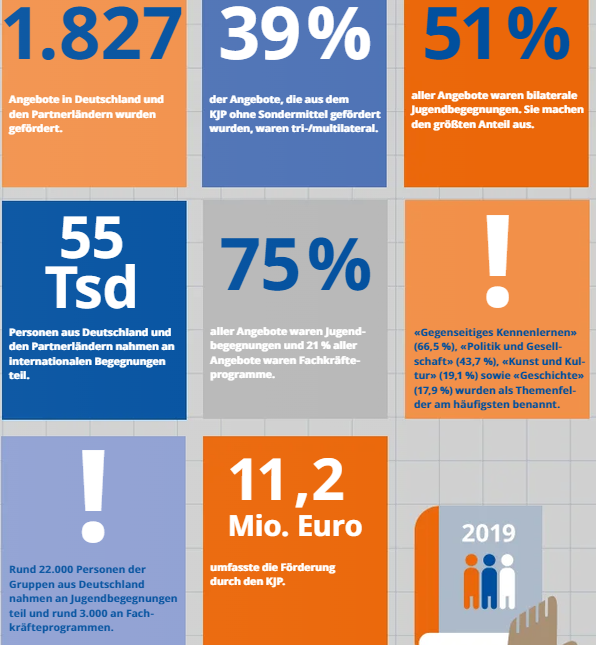 1.827
Angebote in Deutschland und
den Partnerländern wurden
gefördert.
39 %
der Angebote, die aus dem
KJP ohne Sondermittel gefördert
wurden, waren tri-/multilateral.
51 %
aller Angebote waren bilaterale
Jugendbegegnungen. Sie machen
den größten Anteil aus.
55
Tsd
Personen aus Deutschland und
den Partnerländern nahmen an
internationalen Begegnungen
teil.
75 %
aller Angebote waren Jugend-
begegnungen und 21 % aller
Angebote waren Fachkräfte-
programme.
!
«Gegenseitiges Kennenlernen»
(66,5 %), «Politik und Gesell-
schaft» (43,7 %), «Kunst und Kul-
tur» (19,1 %) sowie «Geschichte»
(17,9 %) wurden als Themenfel-
der am häufigsten benannt.
!
Rund 22.000 Personen der
Gruppen aus Deutschland
nahmen an Jugendbegegnungen
teil und rund 3.000 an Fach-
kräfteprogrammen.
11,2
Mio. Euro
umfasste die Förderung
durch den KJP.
2019